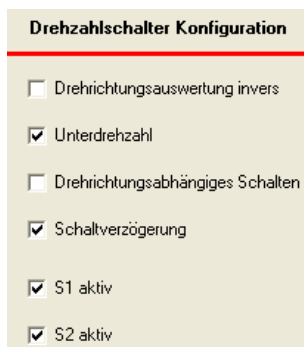 Drehzahlschalter Konfiguration
Drehrichtungsauswertung invers
Unterdrehzahl
Drehrichtungsabhängiges Schalten
Schaltverzögerung
S1 aktiv
S2 aktiv